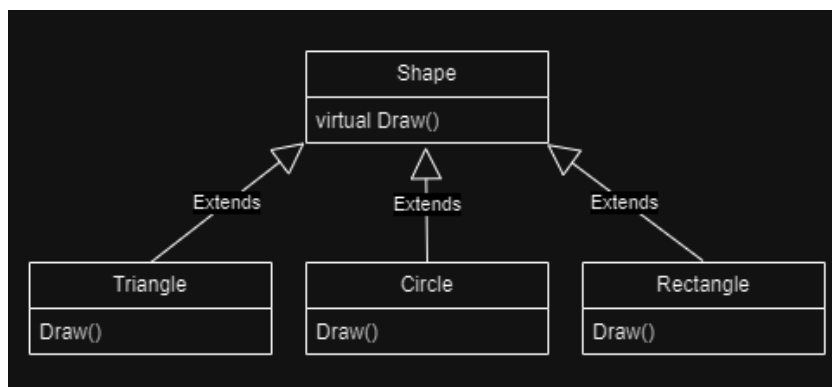 Shape
virtual Draw()
Extends
Extends
Extends
Triangle
Circle
Rectangle
Draw()
Draw()
Draw()